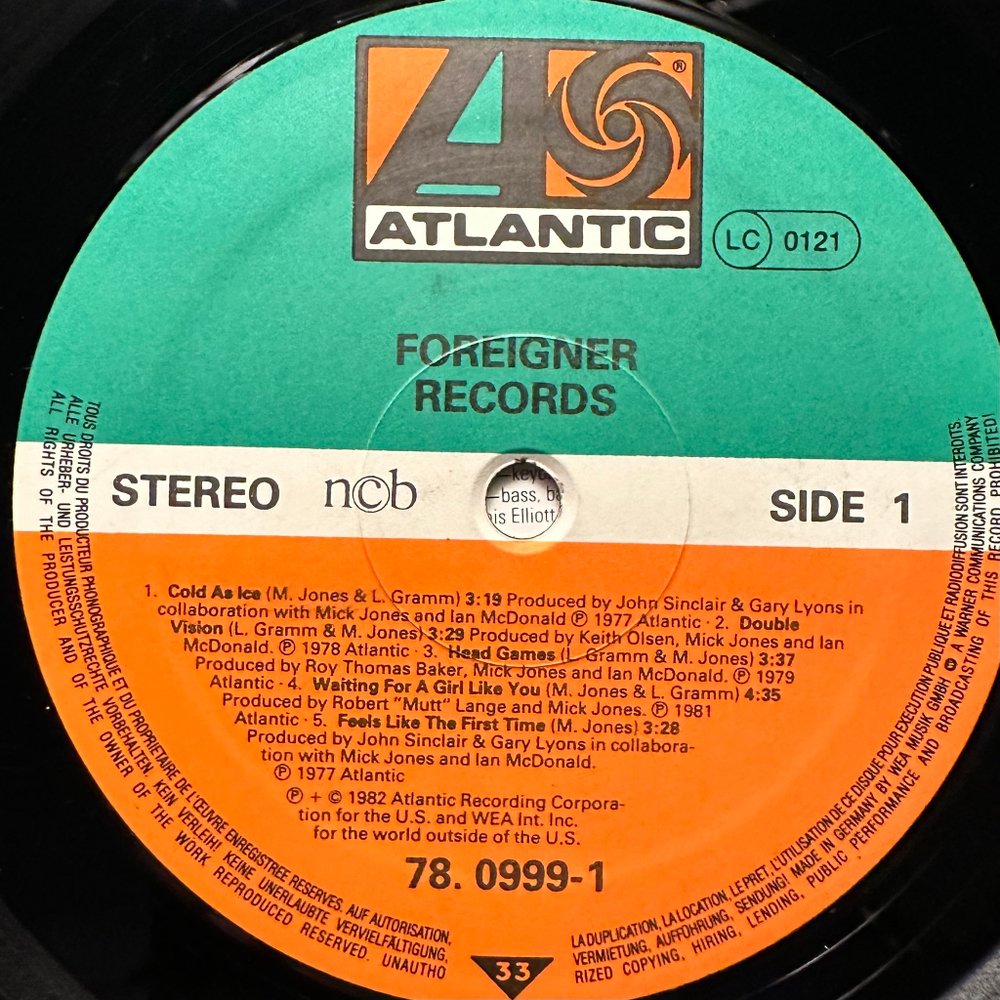 ®
ATLANTIC
LC 0121
FOREIGNER
RECORDS
STEREO ncb SIDE 1
keyb
bass, b
is Elliott
1. Cold As Ice (M. Jones & L. Gramm) 3:19 Produced by John Sinclair & Gary Lyons in
collaboration with Mick Jones and Ian McDonald ℗ 1977 Atlantic · 2. Double
Vision (L. Gramm & M. Jones) 3:29 Produced by Keith Olsen, Mick Jones and Ian
McDonald. ℗ 1978 Atlantic · 3. Head Games (L. Gramm & M. Jones) 3:37
Produced by Roy Thomas Baker, Mick Jones and Ian McDonald. ℗ 1979
Atlantic · 4. Waiting For A Girl Like You (M. Jones & L. Gramm) 4:35
Produced by Robert "Mutt" Lange and Mick Jones. ℗ 1981
Atlantic · 5. Feels Like The First Time (M. Jones) 3:28
Produced by John Sinclair & Gary Lyons in collabora-
tion with Mick Jones and Ian McDonald.
℗ 1977 Atlantic
℗ + © 1982 Atlantic Recording Corpora-
tion for the U.S. and WEA Int. Inc.
for the world outside of the U.S.
78. 0999-1
33
TOUS DROITS DU PRODUCTEUR PHONOGRAPHIQUE ET DU PROPRIETAIRE DE L'ŒUVRE ENREGISTREE RESERVES. AUF AUTORISATION,
ALLE URHEBER- UND LEISTUNGSSCHUTZRECHTE VORBEHALTEN. KEIN VERLEIH! KEINE UNERLAUBTE VERVIELFÄLTIGUNG,
ALL RIGHTS OF THE PRODUCER AND OF THE OWNER OF THE WORK REPRODUCED RESERVED. UNAUTHO
LA DUPLICATION, LA LOCATION, LE PRET, L'UTILISATION DE CE DISQUE POUR EXECUTION PUBLIQUE ET RADIODIFFUSION SONT INTERDITS.
VERMIETUNG, AUFFÜHRUNG, SENDUNG! MADE IN GERMANY BY WEA MUSIK GMBH A WARNER COMMUNICATIONS COMPANY
RIZED COPYING, HIRING, LENDING, PUBLIC PERFORMANCE AND BROADCASTING OF THIS RECORD PROHIBITED!